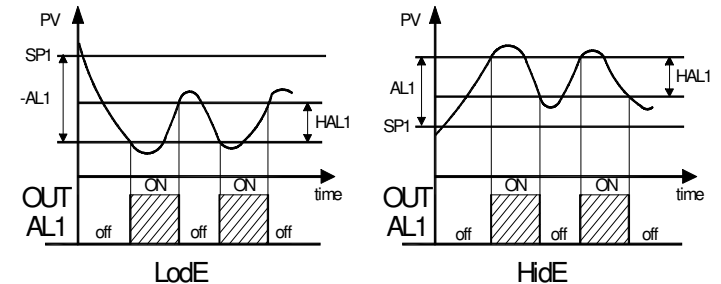 PV
SP1
-AL1
HAL1
time
OUT
AL1
off
ON
off
ON
off
LodE
PV
HAL1
AL1
SP1
time
OUT
AL1
off
ON
off
ON
off
HidE